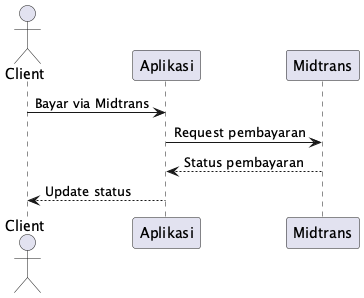 Client
Aplikasi
Midtrans
Bayar via Midtrans
Request pembayaran
Status pembayaran
Update status
Client
Aplikasi
Midtrans